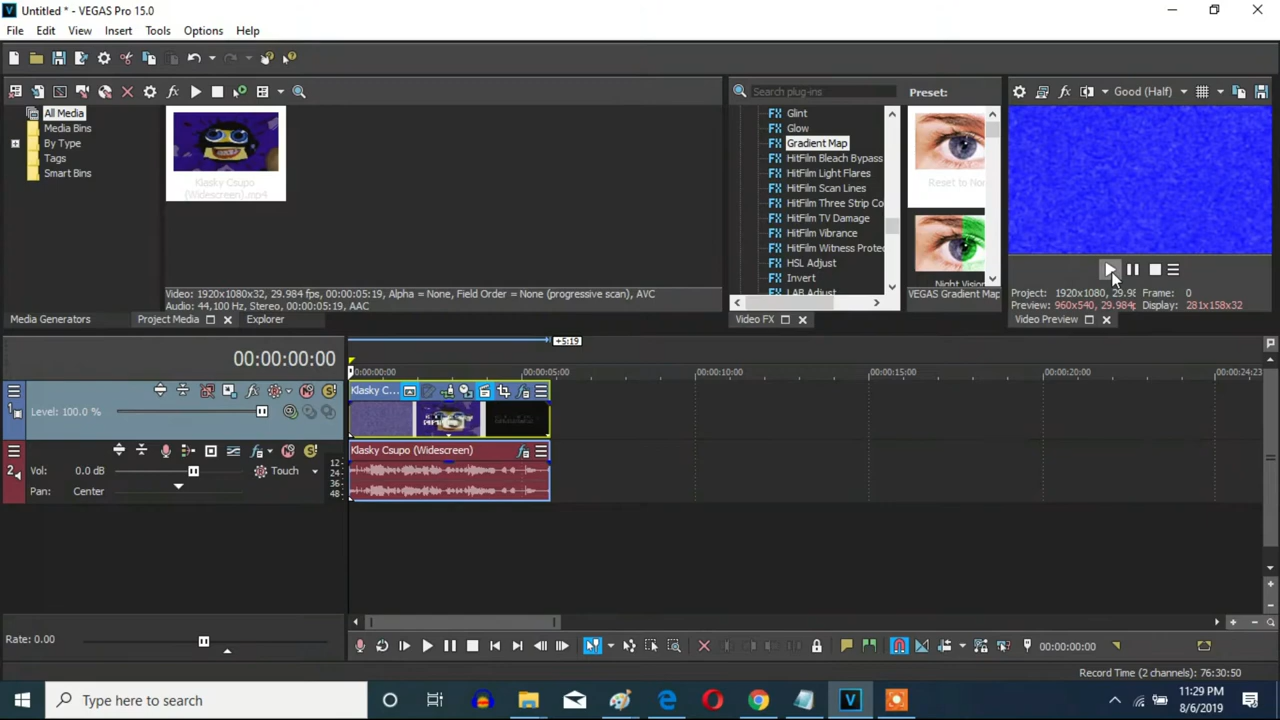 Untitled * - VEGAS Pro 15.0
File Edit View Insert Tools Options Help
All Media
Media Bins
By Type
Tags
Smart Bins
Klasky Csupo
(Widescreen).mp4
Video: 1920x1080x32, 29.984 fps, 00:00:05:19, Alpha = None, Field Order = None (progressive scan), AVC
Audio: 44,100 Hz, Stereo, 00:00:05:19, AAC
Media Generators Project Media Explorer
Search plug-ins
Preset:
Glint
Glow
Gradient Map
HitFilm Bleach Bypass
HitFilm Light Flares
HitFilm Scan Lines
HitFilm Three Strip Co
HitFilm TV Damage
HitFilm Vibrance
HitFilm Witness Protec
HSL Adjust
Invert
LAB Adjust
Reset to Nor
Night Vision
VEGAS Gradient Map
Video FX
Good (Half)
Project: 1920x1080, 29.98 Frame: 0
Preview: 960x540, 29.984p Display: 281x158x32
Video Preview
+5:19
00:00:00:00
00:00:00:00 00:00:05:00 00:00:10:00 00:00:15:00 00:00:20:00 00:00:24:23
Klasky C...
1
Level: 100.0 %
Klasky Csupo (Widescreen)
2
Vol: 0.0 dB Touch
Pan: Center
12
24
36
48
Rate: 0.00
00:00:00:00
Record Time (2 channels): 76:30:50
Type here to search
11:29 PM
8/6/2019